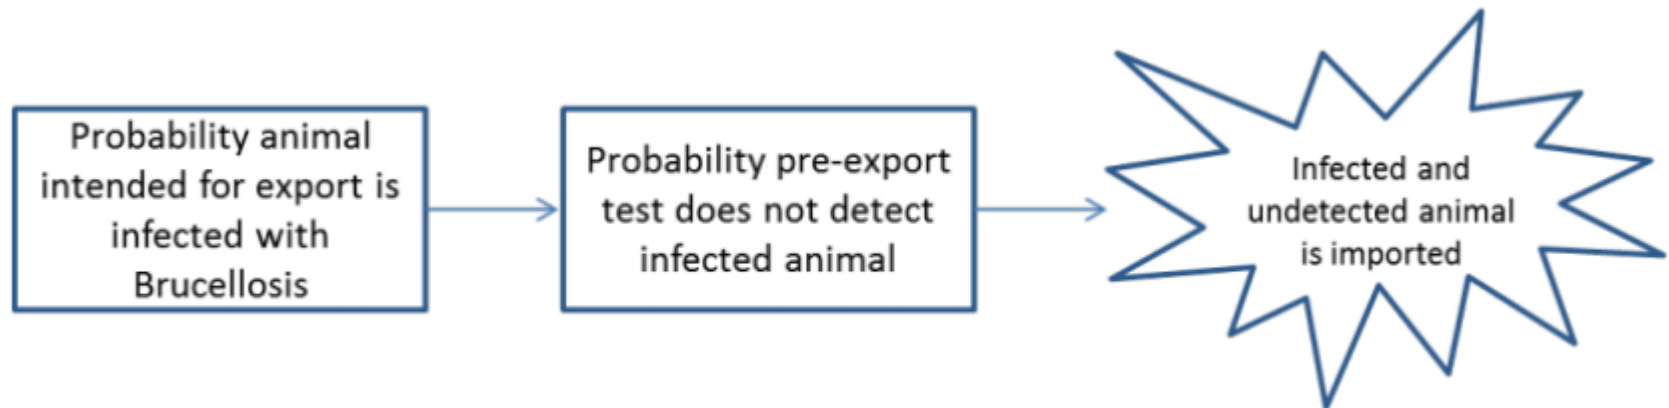 Probability animal
intended for export is
infected with
Brucellosis
Probability pre-export
test does not detect
infected animal
Infected and
undetected animal
is imported